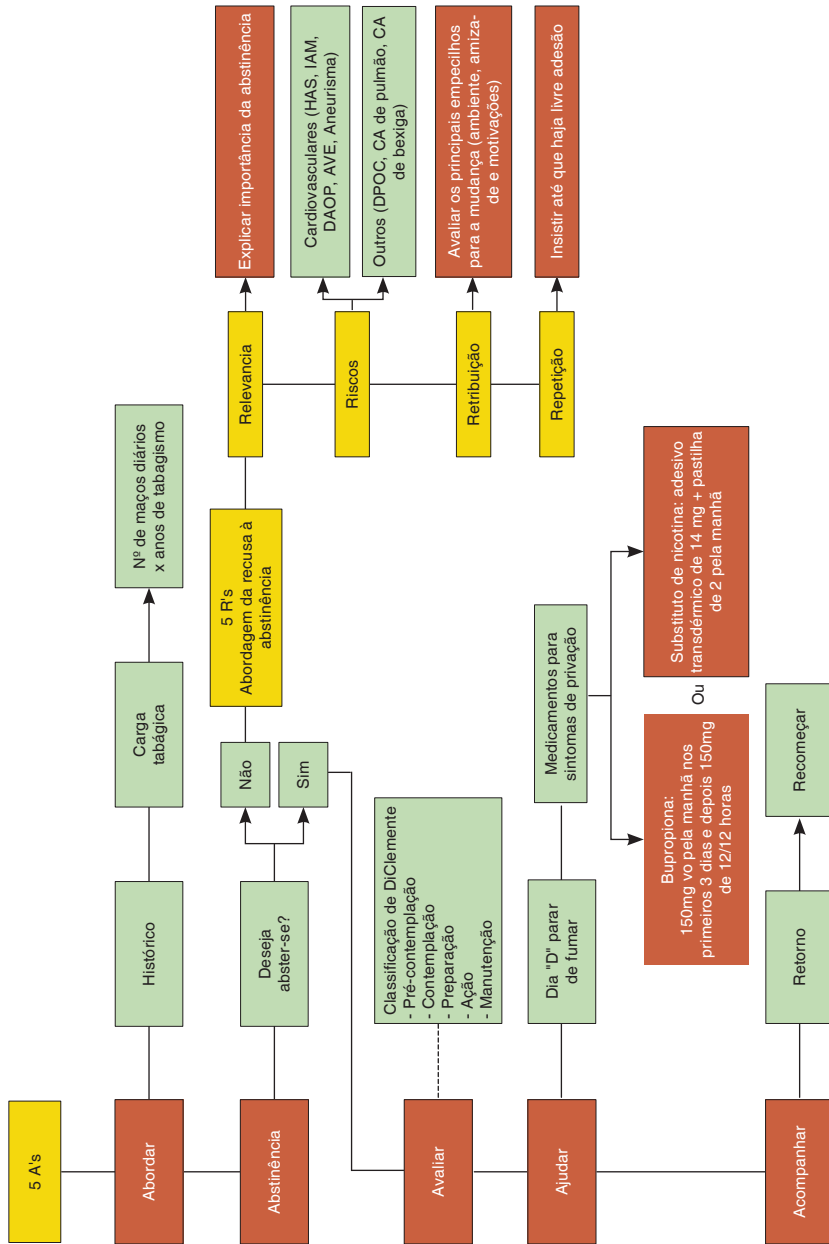 5 A's
Abordar
Histórico
Carga
tabágica
Nº de maços diários
x anos de tabagismo
Abstinência
Deseja
abster-se?
Não
Sim
5 R's
Abordagem da recusa à
abstinência
Relevancia
Explicar importância da abstinência
Riscos
Cardiovasculares (HAS, IAM,
DAOP, AVE, Aneurisma)
Outros (DPOC, CA de pulmão, CA
de bexiga)
Retribuição
Avaliar os principais empecilhos
para a mudança (ambiente, amiza-
de e motivações)
Repetição
Insistir até que haja livre adesão
Avaliar
Classificação de DiClemente
- Pré-contemplação
- Contemplação
- Preparação
- Ação
- Manutenção
Ajudar
Dia "D" parar
de fumar
Medicamentos para
sintomas de privação
Bupropiona:
150mg vo pela manhã nos
primeiros 3 dias e depois 150mg
de 12/12 horas
Ou
Substituto de nicotina: adesivo
transdérmico de 14 mg + pastilha
de 2 pela manhã
Acompanhar
Retorno
Recomeçar